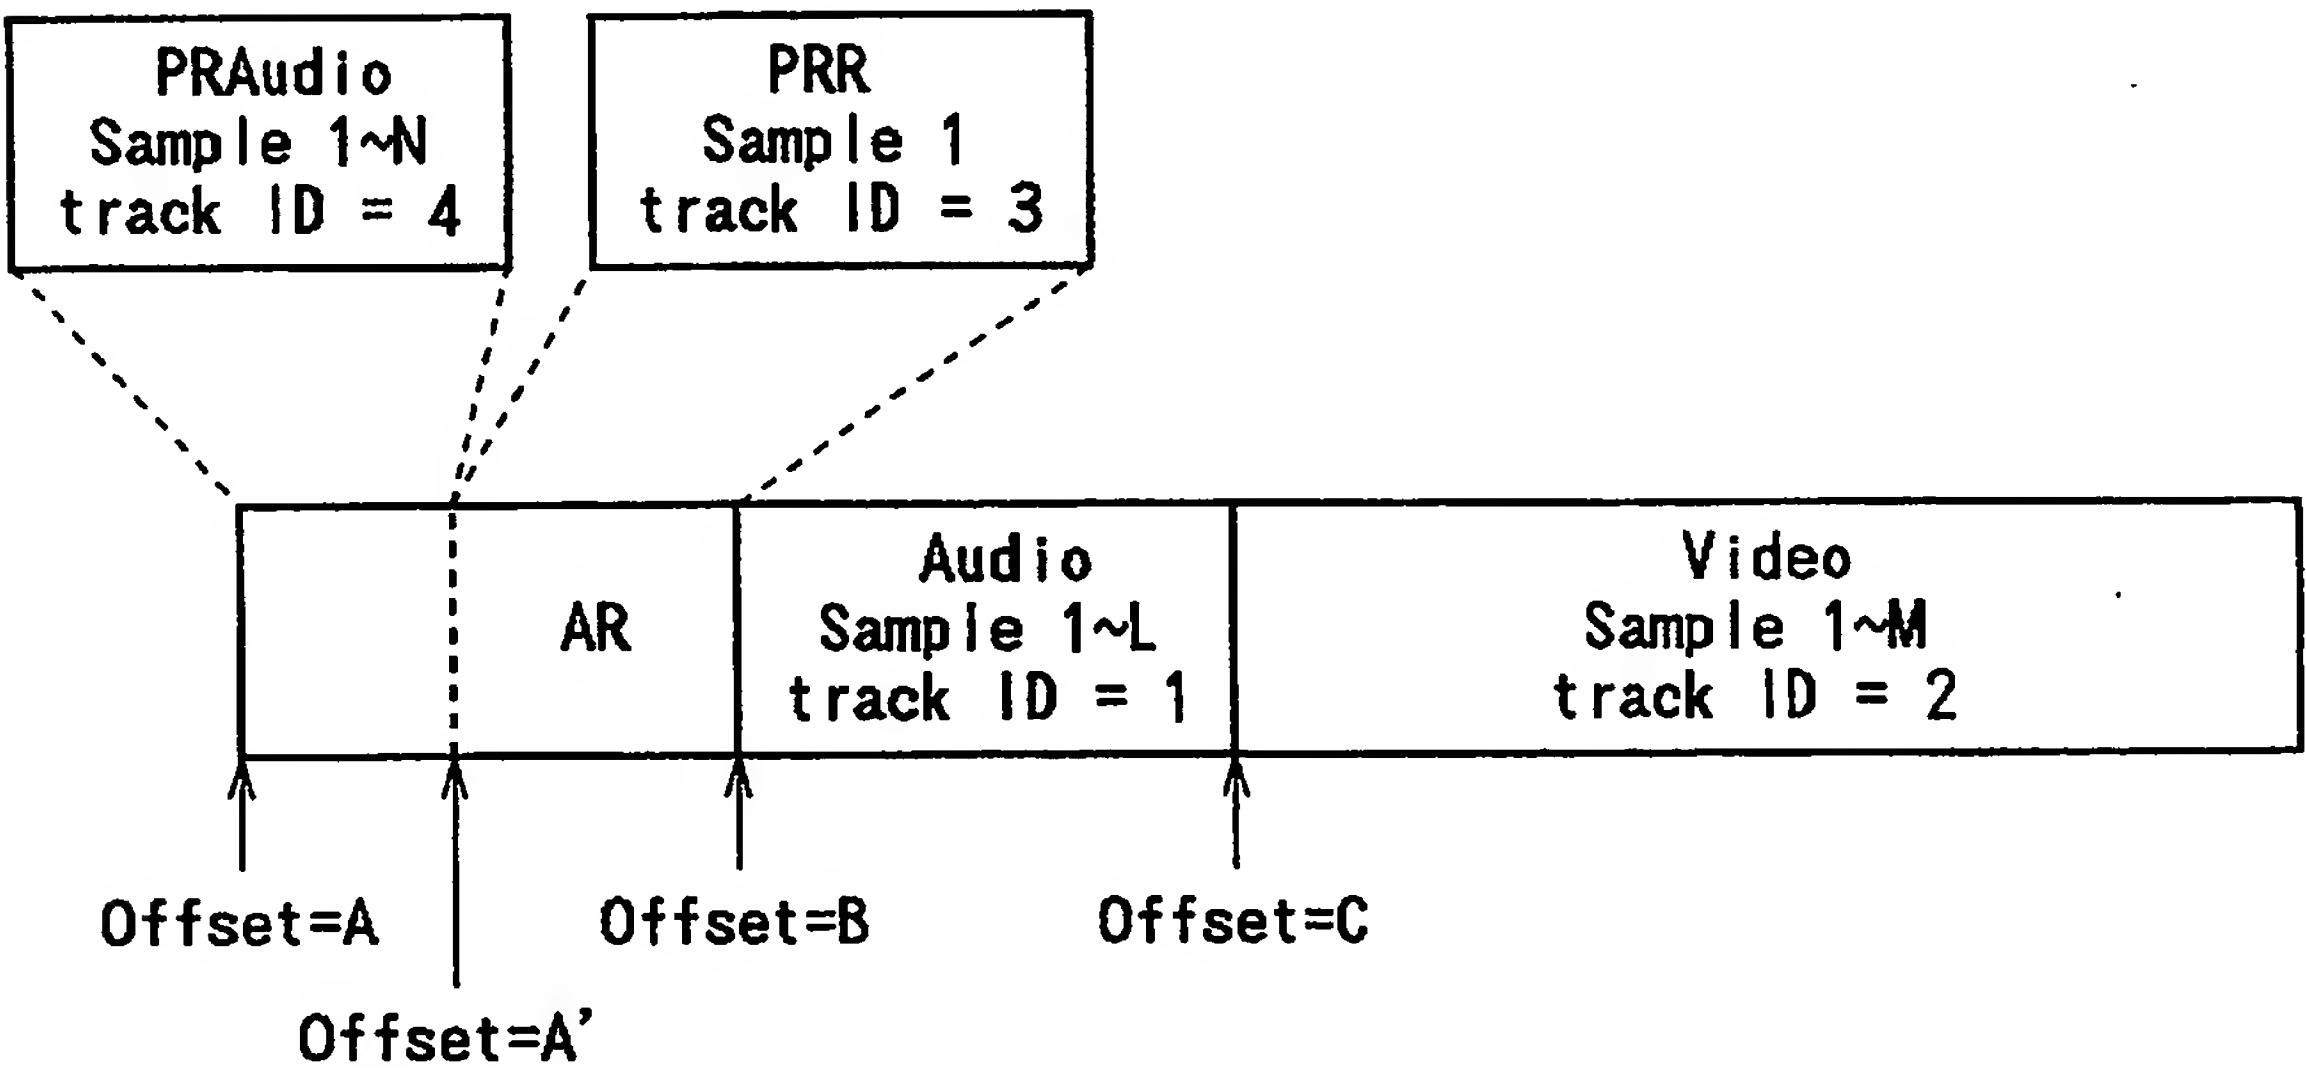 PRAudio
Sample 1~N
track ID = 4
PRR
Sample 1
track ID = 3
AR
Audio
Sample 1~L
track ID = 1
Video
Sample 1~M
track ID = 2
Offset=A
Offset=B
Offset=C
Offset=A'